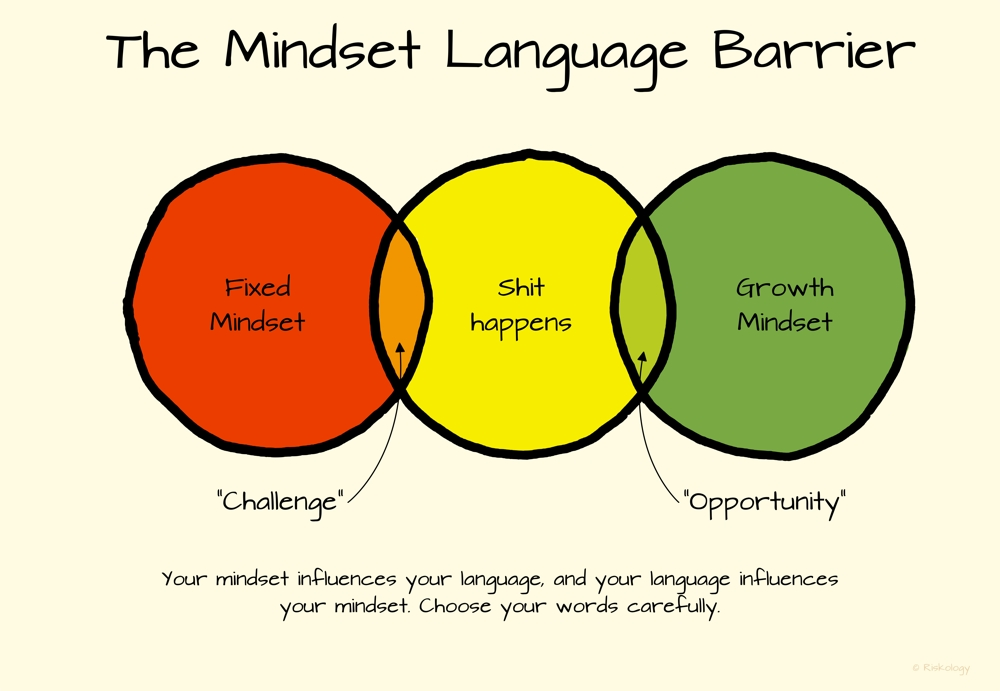 The Mindset Language Barrier
Fixed
Mindset
Shit
happens
Growth
Mindset
"Challenge"
"Opportunity"
Your mindset influences your language, and your language influences
your mindset. Choose your words carefully.
© Riskology